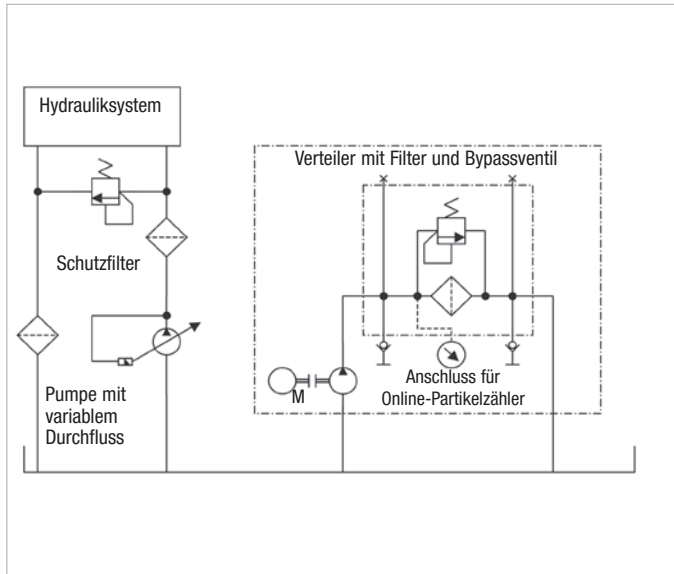 Hydrauliksystem
Verteiler mit Filter und Bypassventil
Schutzfilter
Pumpe mit
variablem
Durchfluss
M
Anschluss für
Online-Partikelzähler